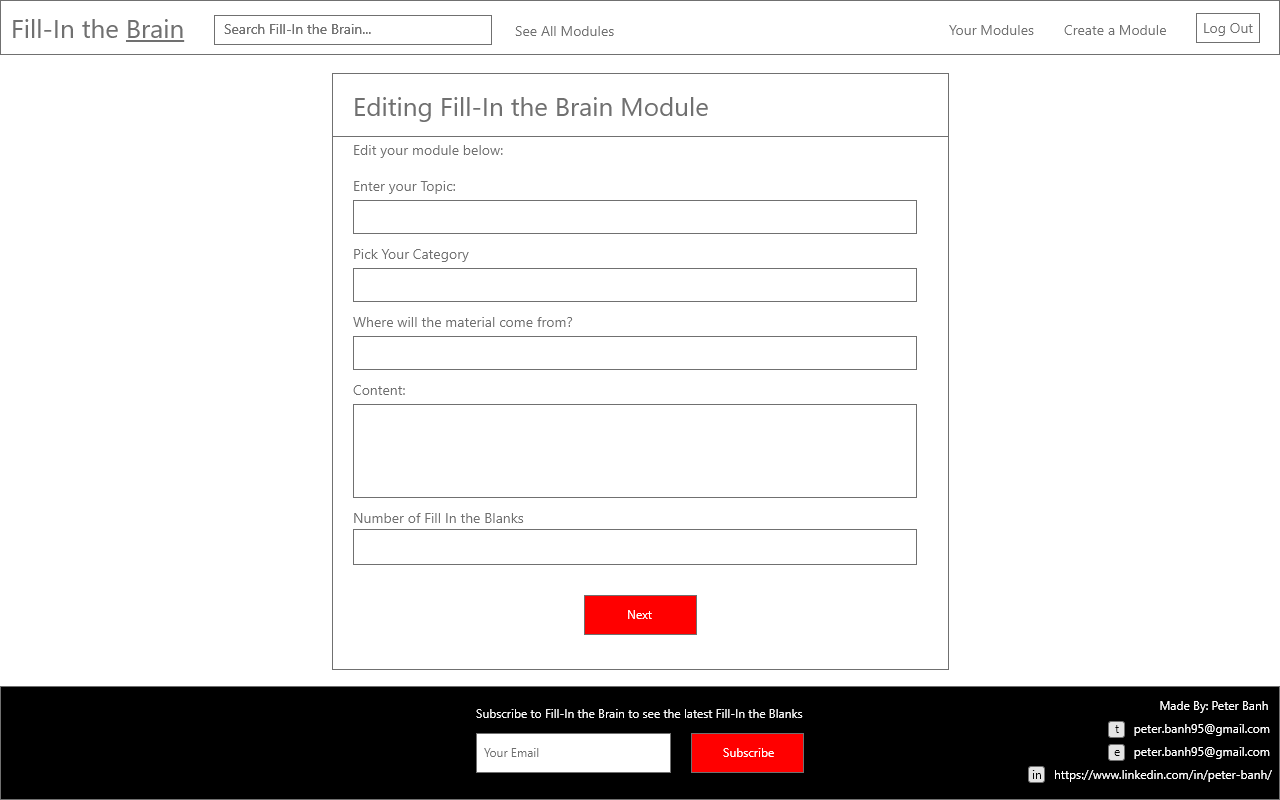 Fill-In the Brain
Search Fill-In the Brain...
See All Modules
Your Modules
Create a Module
Log Out
Editing Fill-In the Brain Module
Edit your module below:
Enter your Topic:
Pick Your Category
Where will the material come from?
Content:
Number of Fill In the Blanks
Next
Subscribe to Fill-In the Brain to see the latest Fill-In the Blanks
Your Email
Subscribe
Made By: Peter Banh
t peter.banh95@gmail.com
e peter.banh95@gmail.com
in https://www.linkedin.com/in/peter-banh/